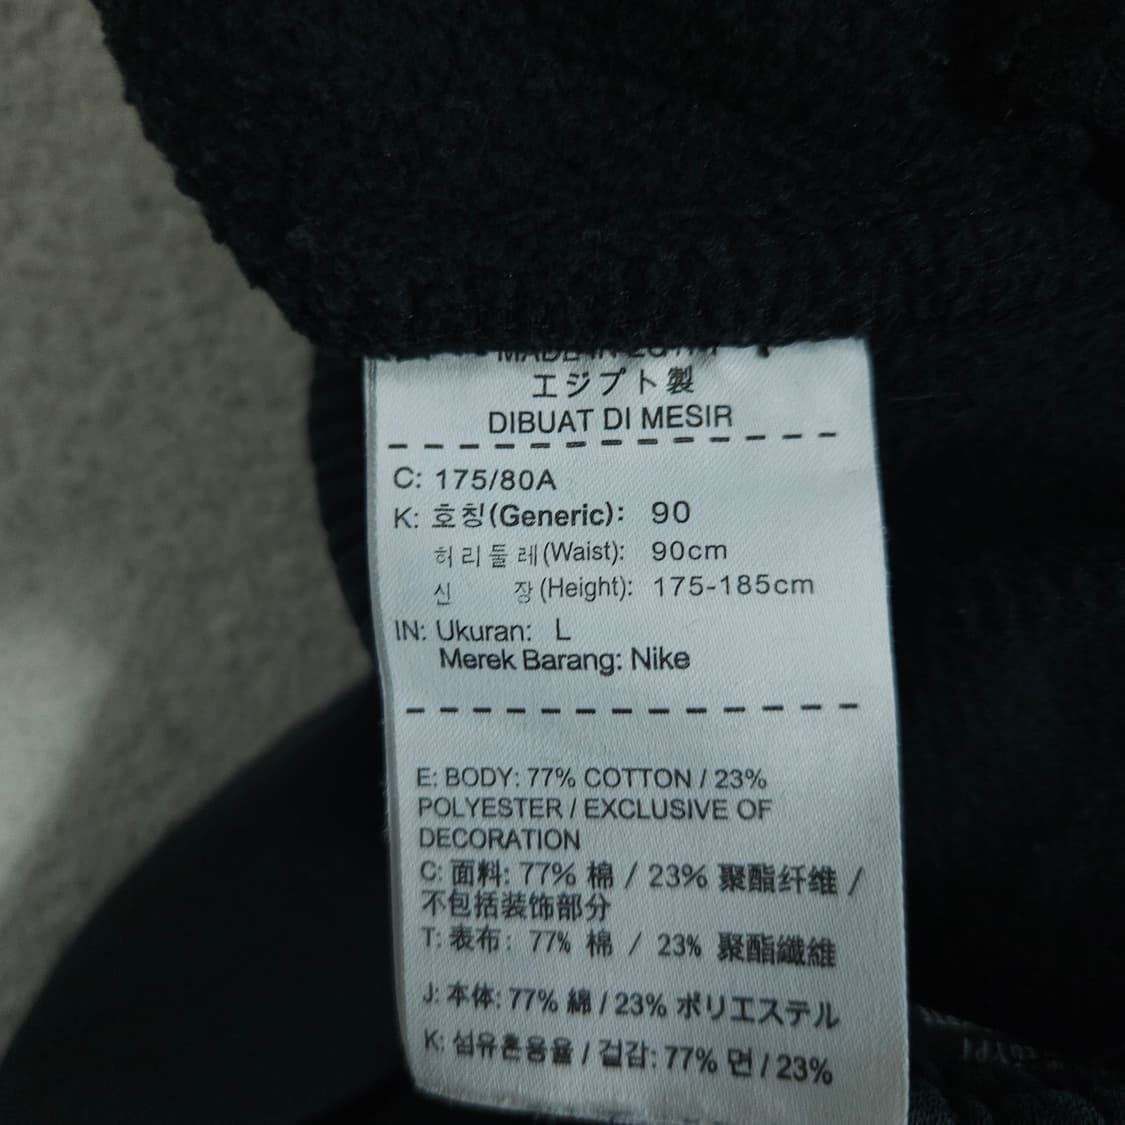 MADE IN EGYPT
エジプト製
DIBUAT DI MESIR
C: 175/80A
K: 호칭(Generic): 90
허리둘레(Waist): 90cm
신 장(Height): 175-185cm
IN: Ukuran: L
Merek Barang: Nike
E: BODY: 77% COTTON / 23%
POLYESTER / EXCLUSIVE OF
DECORATION
C: 面料: 77% 棉 / 23% 聚酯纤维 /
不包括装饰部分
T: 表布: 77% 棉 / 23% 聚酯纖維
J: 本体: 77% 綿 / 23% ポリエステル
K: 섬유혼용율 / 겉감: 77% 면 / 23%